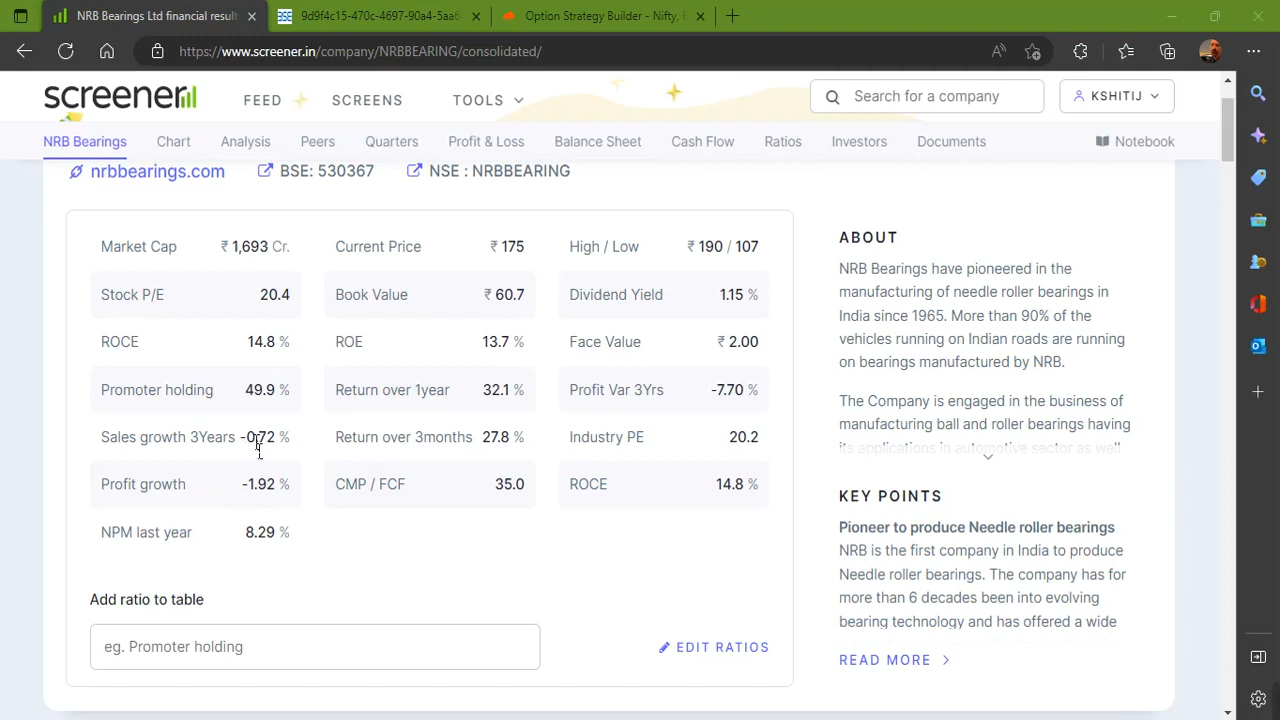 NRB Bearings Ltd financial result
9d9f4c15-470c-4697-90a4-5aa6
Option Strategy Builder - Nifty,
https://www.screener.in/company/NRBBEARING/consolidated/
screener
FEED
SCREENS
TOOLS
Search for a company
KSHITIJ
NRB Bearings
Chart
Analysis
Peers
Quarters
Profit & Loss
Balance Sheet
Cash Flow
Ratios
Investors
Documents
Notebook
nrbbearings.com
BSE: 530367
NSE : NRBBEARING
Market Cap ₹ 1,693 Cr.
Current Price ₹ 175
High / Low ₹ 190 / 107
Stock P/E 20.4
Book Value ₹ 60.7
Dividend Yield 1.15 %
ROCE 14.8 %
ROE 13.7 %
Face Value ₹ 2.00
Promoter holding 49.9 %
Return over 1year 32.1 %
Profit Var 3Yrs -7.70 %
Sales growth 3Years -0.72 %
Return over 3months 27.8 %
Industry PE 20.2
Profit growth -1.92 %
CMP / FCF 35.0
ROCE 14.8 %
NPM last year 8.29 %
Add ratio to table
eg. Promoter holding
EDIT RATIOS
ABOUT
NRB Bearings have pioneered in the
manufacturing of needle roller bearings in
India since 1965. More than 90% of the
vehicles running on Indian roads are running
on bearings manufactured by NRB.
The Company is engaged in the business of
manufacturing ball and roller bearings having
its applications in automotive sector as well
KEY POINTS
Pioneer to produce Needle roller bearings
NRB is the first company in India to produce
Needle roller bearings. The company has for
more than 6 decades been into evolving
bearing technology and has offered a wide
READ MORE